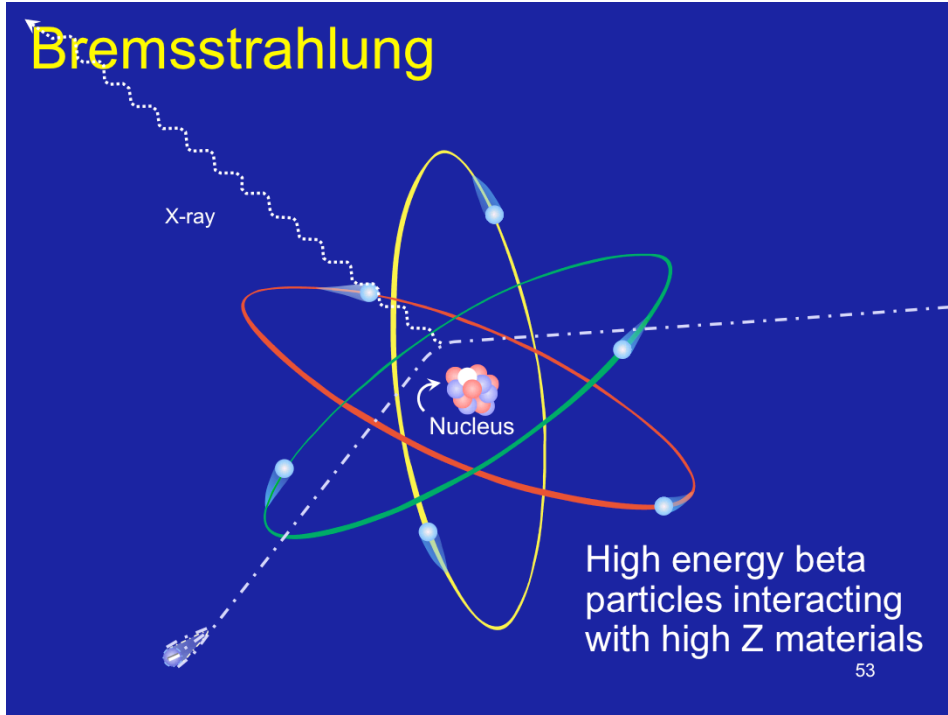 Bremsstrahlung
X-ray
Nucleus
High energy beta
particles interacting
with high Z materials
53